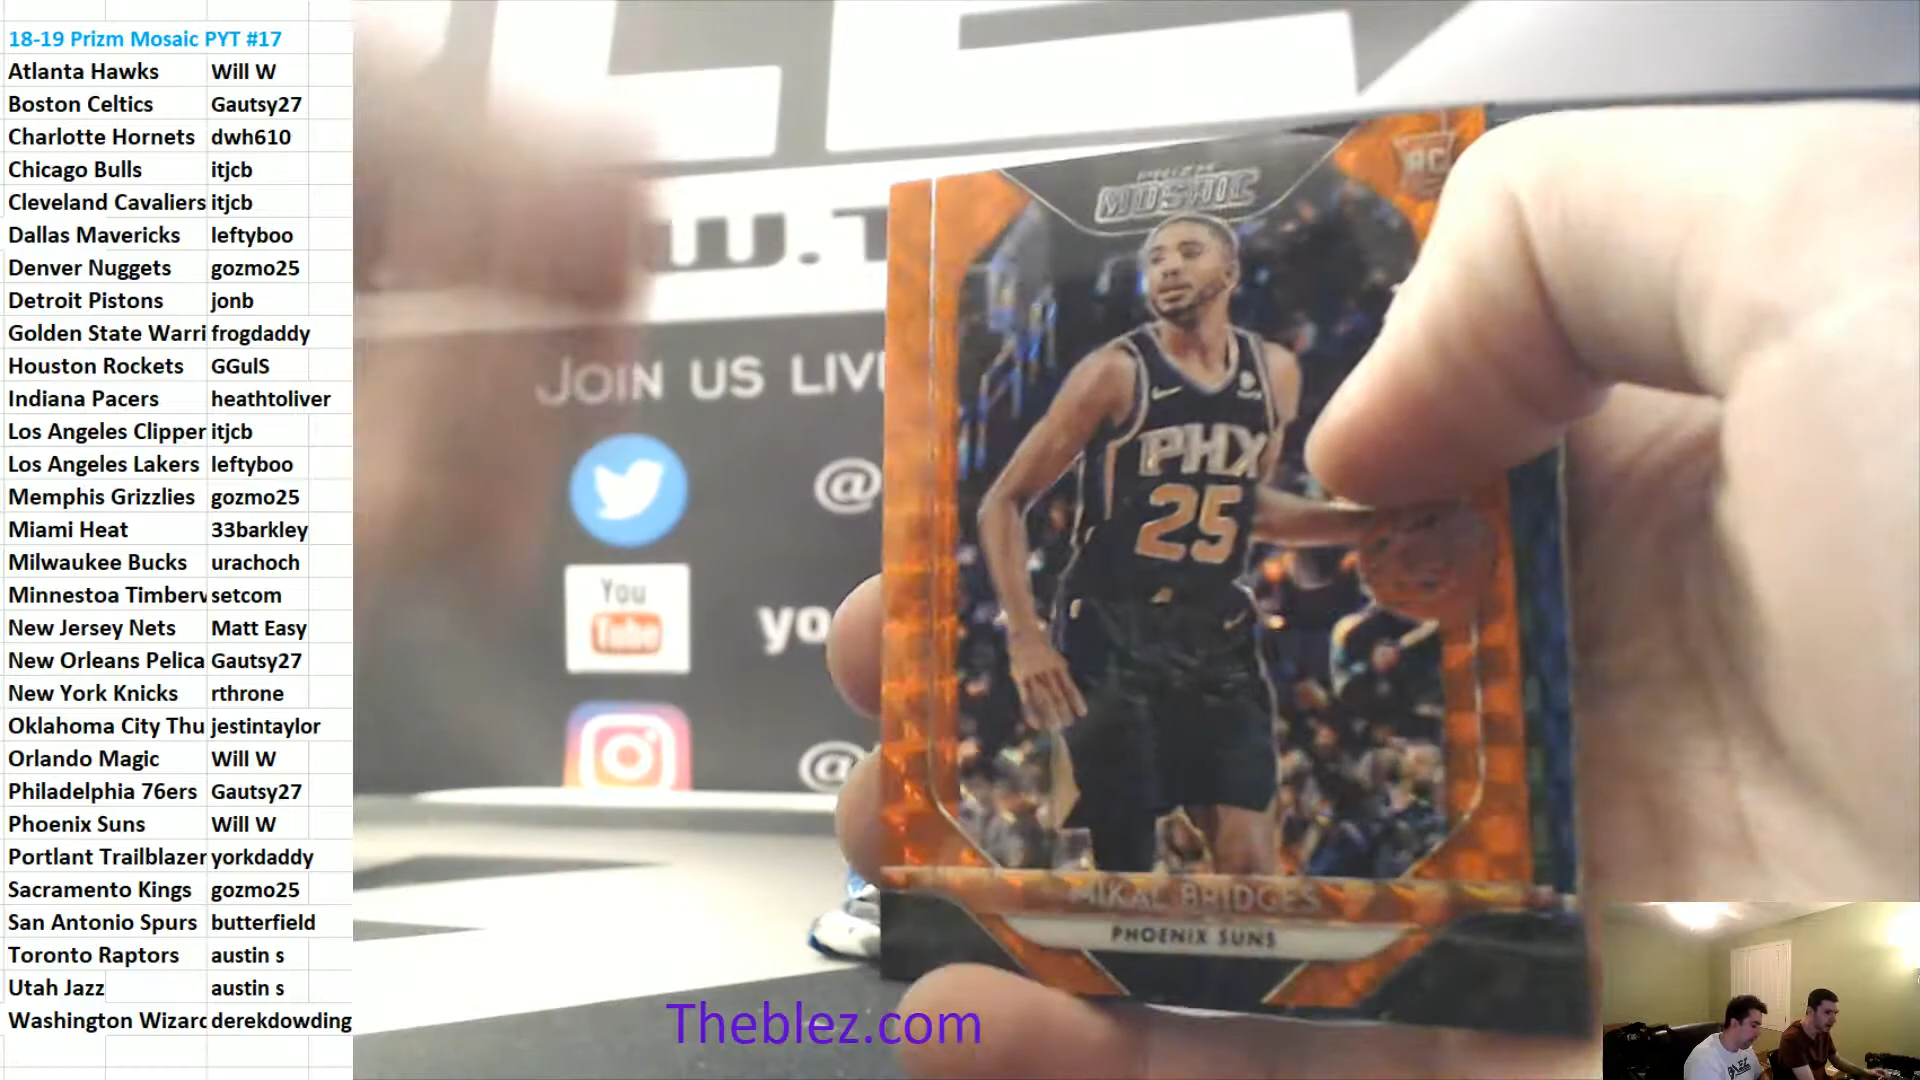 18-19 Prizm Mosaic PYT #17
Atlanta Hawks Will W
Boston Celtics Gautsy27
Charlotte Hornets dwh610
Chicago Bulls itjcb
Cleveland Cavaliers itjcb
Dallas Mavericks leftyboo
Denver Nuggets gozmo25
Detroit Pistons jonb
Golden State Warri frogdaddy
Houston Rockets GGulS
Indiana Pacers heathtoliver
Los Angeles Clipper itjcb
Los Angeles Lakers leftyboo
Memphis Grizzlies gozmo25
Miami Heat 33barkley
Milwaukee Bucks urachoch
Minnestoa Timberv setcom
New Jersey Nets Matt Easy
New Orleans Pelica Gautsy27
New York Knicks rthrone
Oklahoma City Thu jestintaylor
Orlando Magic Will W
Philadelphia 76ers Gautsy27
Phoenix Suns Will W
Portlant Trailblazer yorkdaddy
Sacramento Kings gozmo25
San Antonio Spurs butterfield
Toronto Raptors austin s
Utah Jazz austin s
Washington Wizard derekdowding
W.T
JOIN US LIV
@
You
Tube
yo
@
PRIZM
MOSAIC
RC
PHX
25
MIKAL BRIDGES
PHOENIX SUNS
Theblez.com